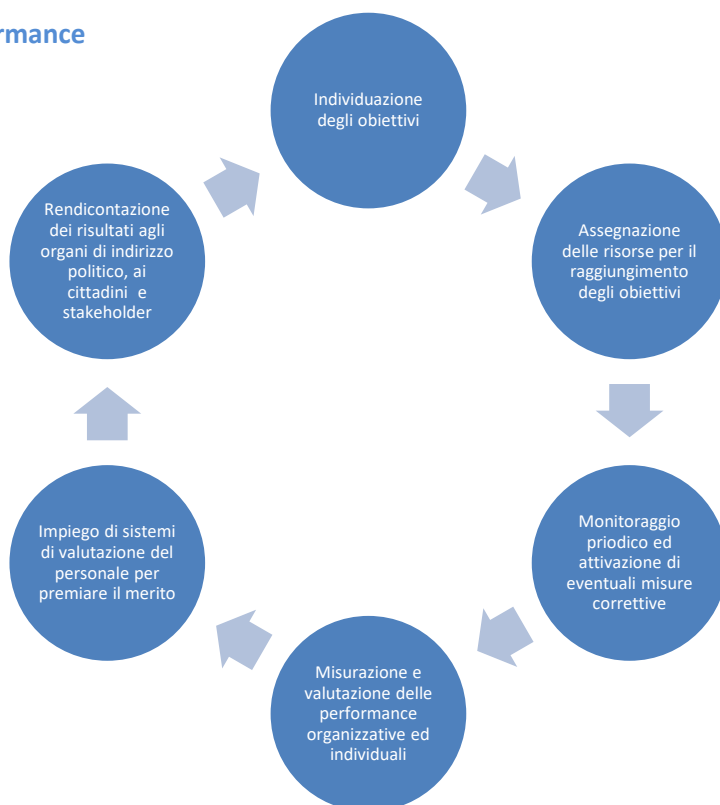 Individuazione
degli obiettivi
Assegnazione
delle risorse per il
raggiungimento
degli obiettivi
Monitoraggio
priodico ed
attivazione di
eventuali misure
correttive
Misurazione e
valutazione delle
performance
organizzative ed
individuali
Impiego di sistemi
di valutazione del
personale per
premiare il merito
Rendicontazione
dei risultati agli
organi di indirizzo
politico, ai
cittadini e
stakeholder